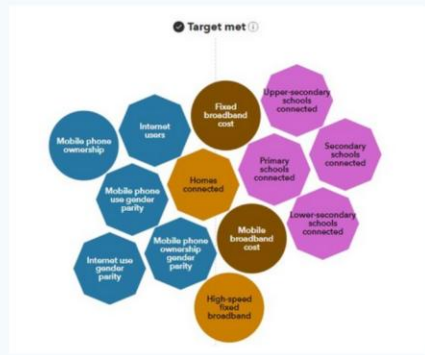 Target met
Upper-secondary
schools
connected
Fixed
broadband
cost
Internet
users
Mobile phone
ownership
Secondary
schools
connected
Primary
schools
connected
Homes
connected
Mobile phone
use gender
parity
Lower-secondary
schools
connected
Mobile
broadband
cost
Mobile phone
ownership
gender
parity
Internet use
gender
parity
High-speed
fixed
broadband